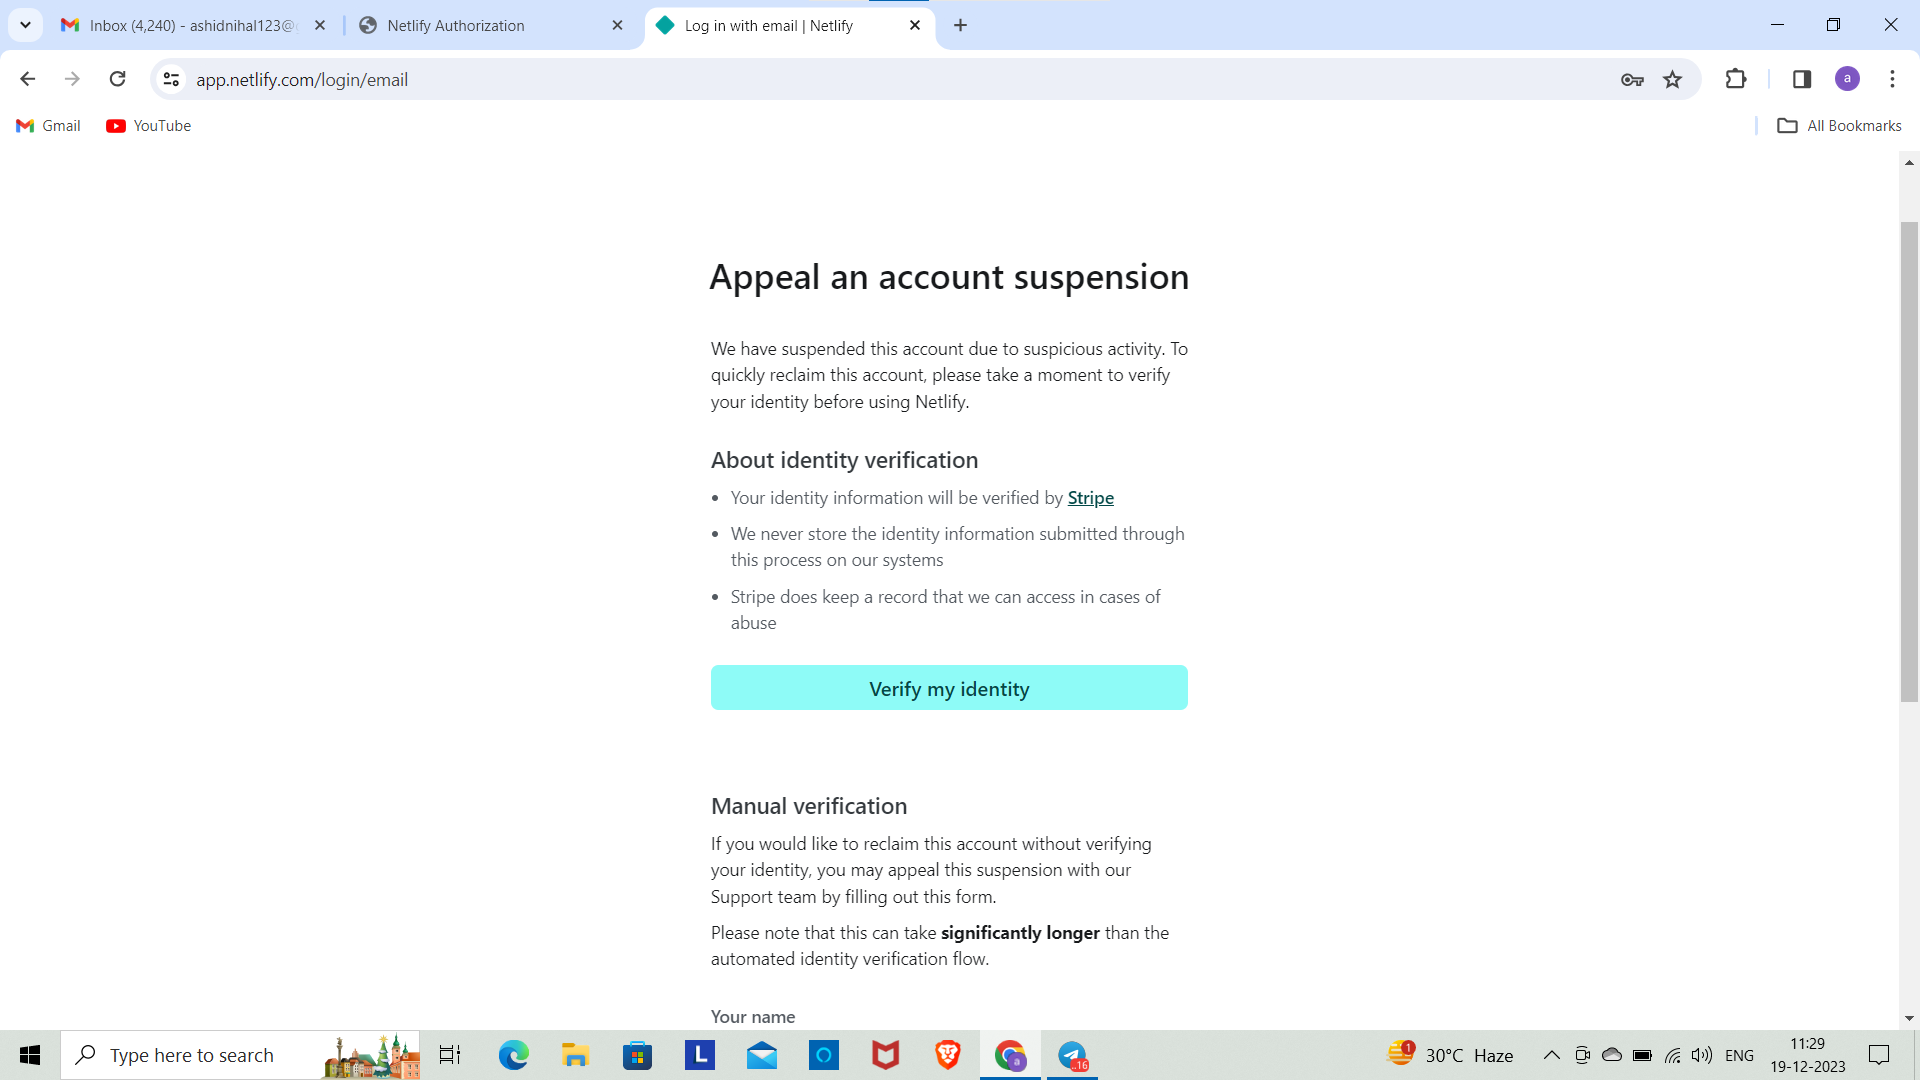 Inbox (4,240) - ashidnihal123@
Netlify Authorization
Log in with email | Netlify
app.netlify.com/login/email
a
Gmail
YouTube
All Bookmarks
Appeal an account suspension
We have suspended this account due to suspicious activity. To
quickly reclaim this account, please take a moment to verify
your identity before using Netlify.
About identity verification
• Your identity information will be verified by Stripe
• We never store the identity information submitted through
this process on our systems
• Stripe does keep a record that we can access in cases of
abuse
Verify my identity
Manual verification
If you would like to reclaim this account without verifying
your identity, you may appeal this suspension with our
Support team by filling out this form.
Please note that this can take significantly longer than the
automated identity verification flow.
Your name
Type here to search
L
O
a
..16
1
30°C Haze
ENG
11:29
19-12-2023